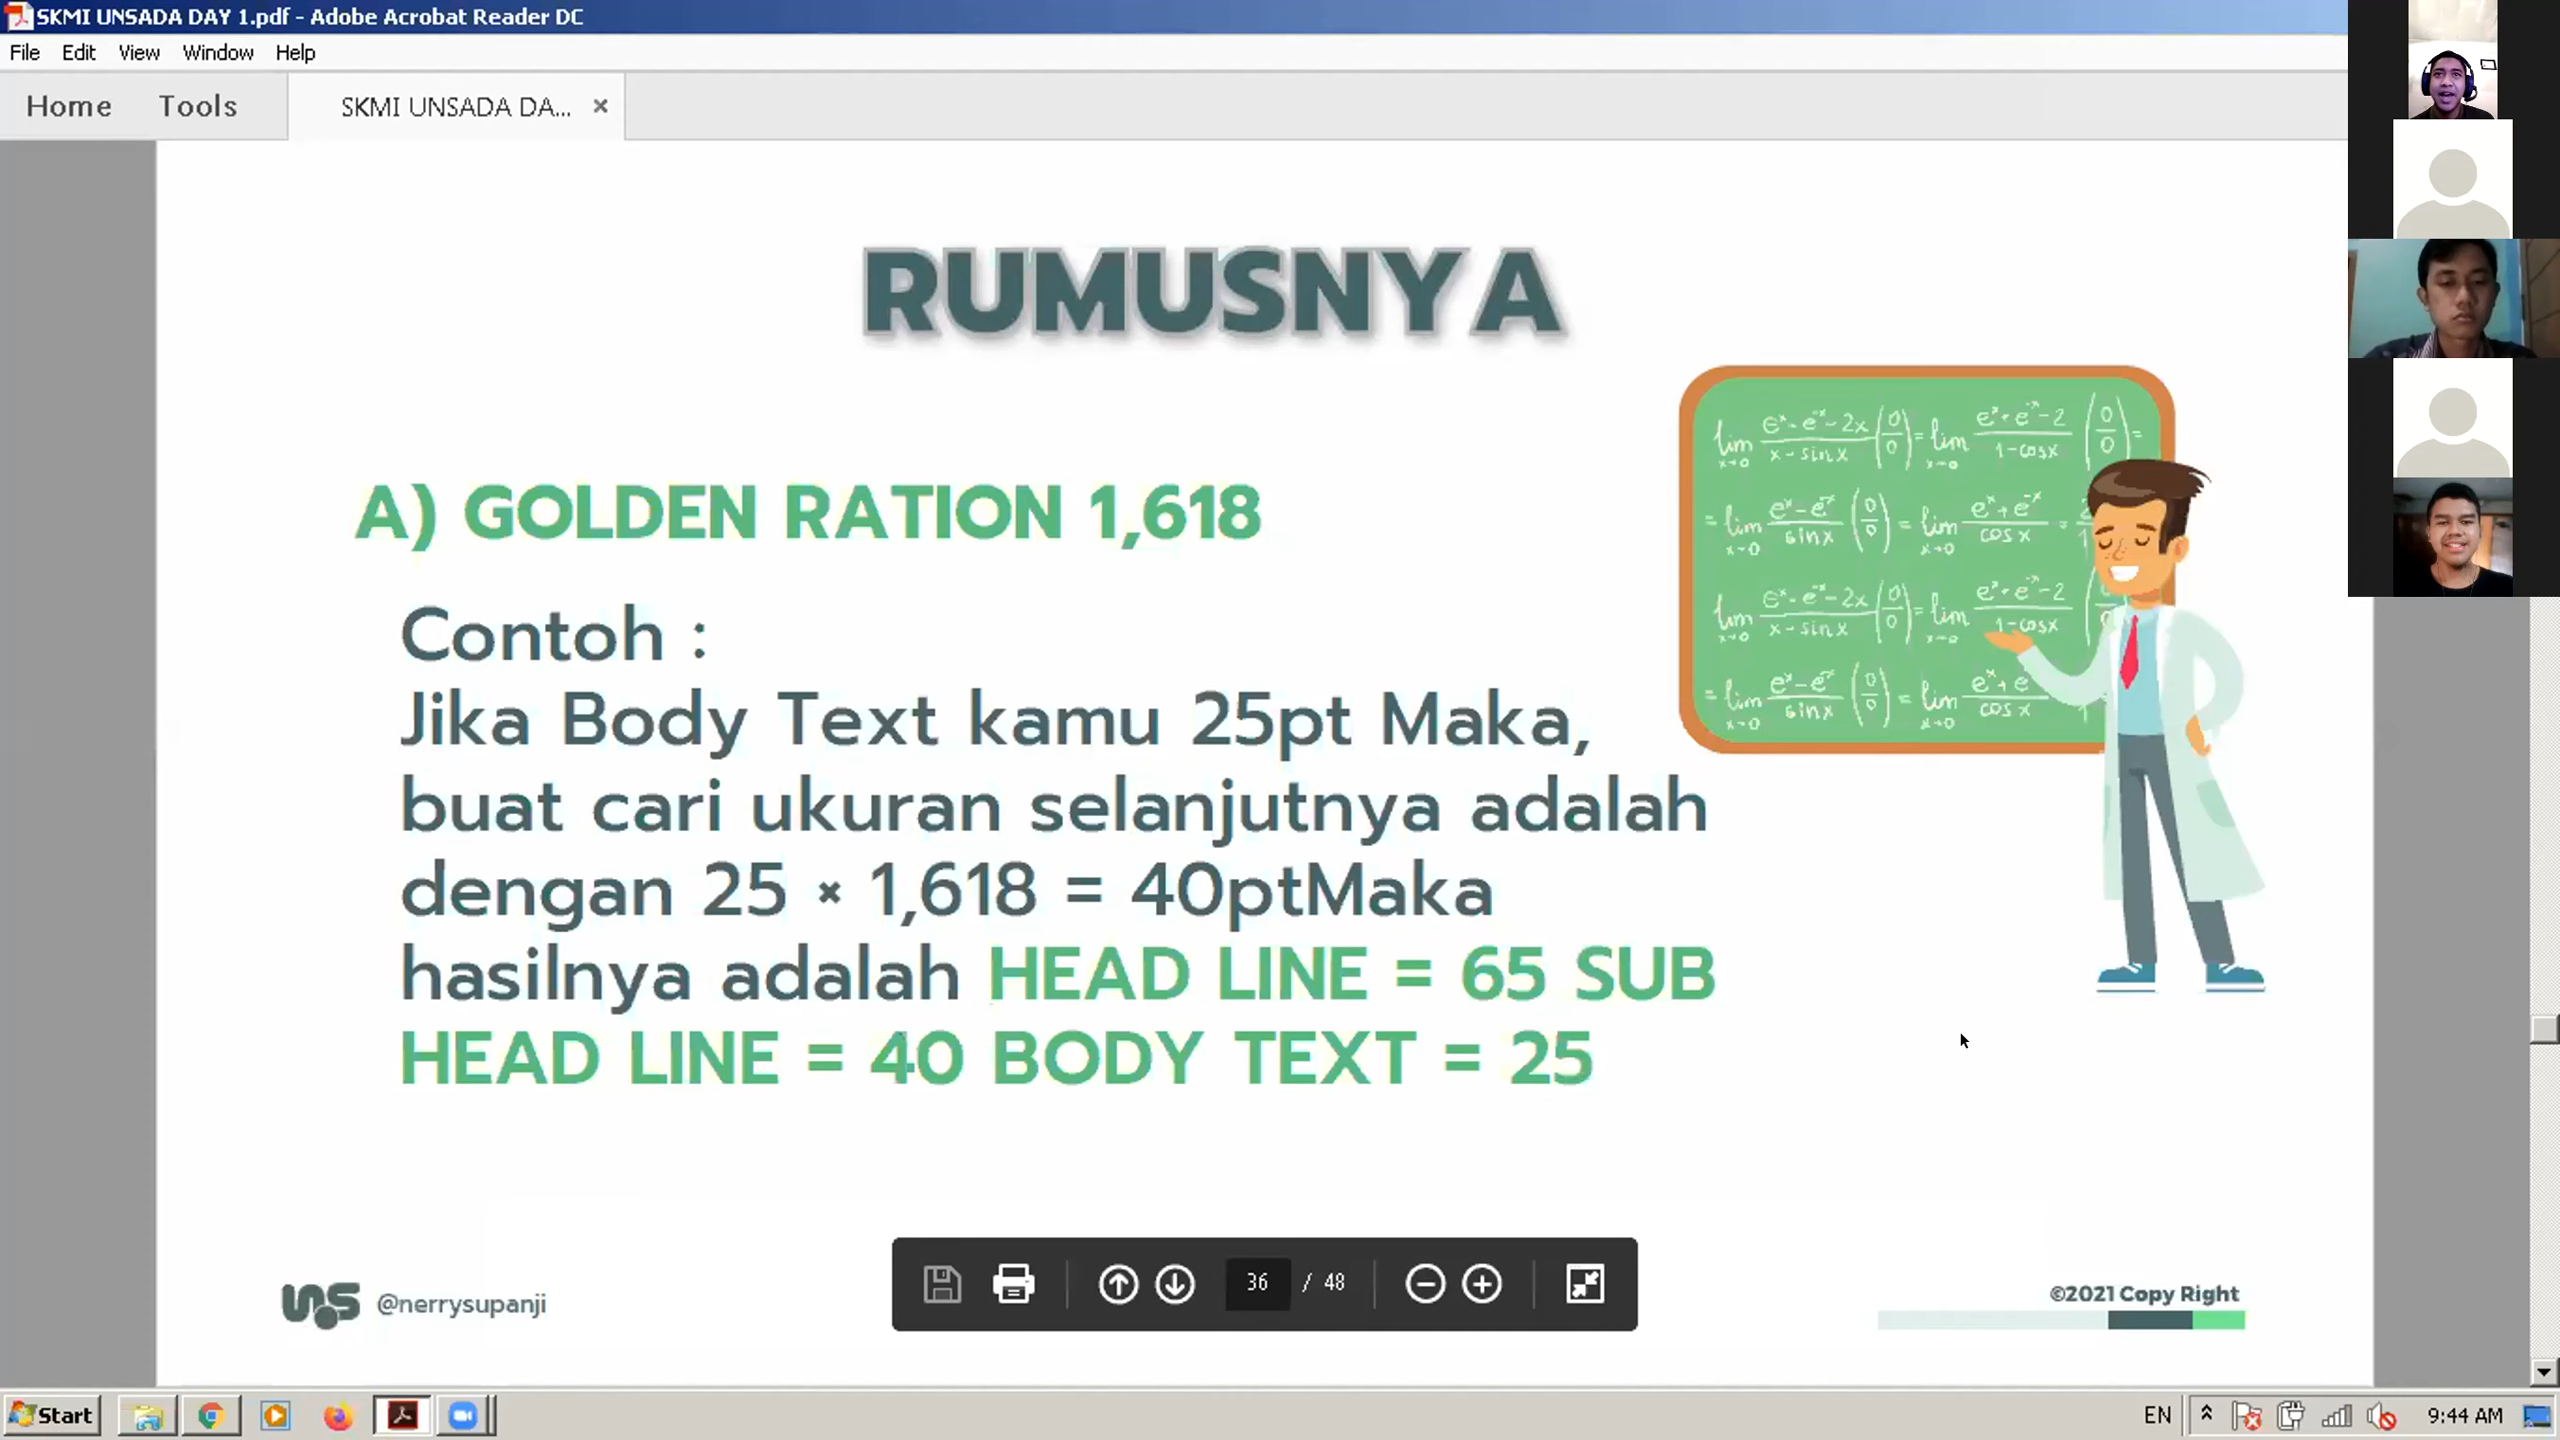 SKMI UNSADA DAY 1.pdf - Adobe Acrobat Reader DC
File Edit View Window Help
Home Tools SKMI UNSADA DA... ×
RUMUSNYA
A) GOLDEN RATION 1,618
Contoh :
Jika Body Text kamu 25pt Maka,
buat cari ukuran selanjutnya adalah
dengan 25 × 1,618 = 40ptMaka
hasilnya adalah HEAD LINE = 65 SUB
HEAD LINE = 40 BODY TEXT = 25
@nerrysupanji
36 / 48
©2021 Copy Right
Start
EN
9:44 AM